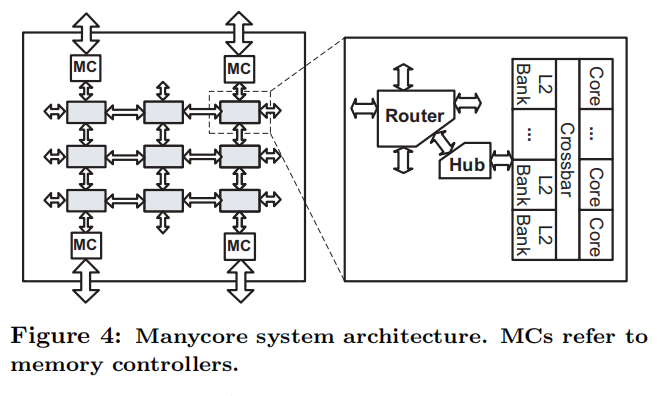 MC
MC
MC
MC
Router
Hub
L2
Bank
...
L2
Bank
L2
Bank
Crossbar
Core
...
Core
Core
Figure 4: Manycore system architecture. MCs refer to
memory controllers.